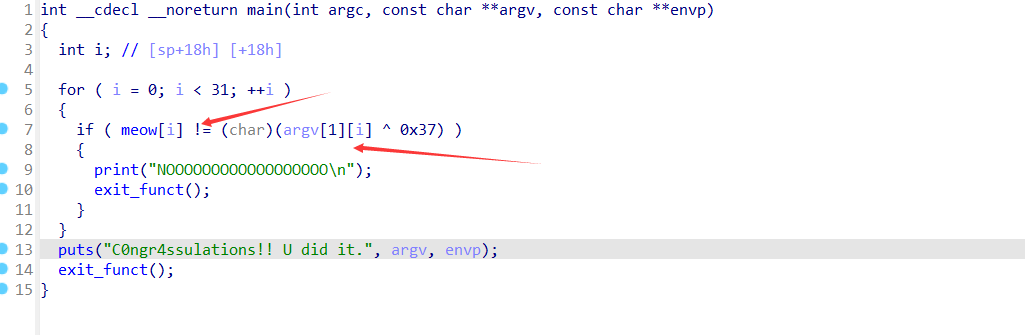 1 int __cdecl __noreturn main(int argc, const char **argv, const char **envp)
2 {
3 int i; // [sp+18h] [+18h]
4
5 for ( i = 0; i < 31; ++i )
6 {
7 if ( meow[i] != (char)(argv[1][i] ^ 0x37) )
8 {
9 print("NOOOOOOOOOOOOOOOOOOO\n");
10 exit_funct();
11 }
12 }
13 puts("C0ngr4ssulations!! U did it.", argv, envp);
14 exit_funct();
15 }